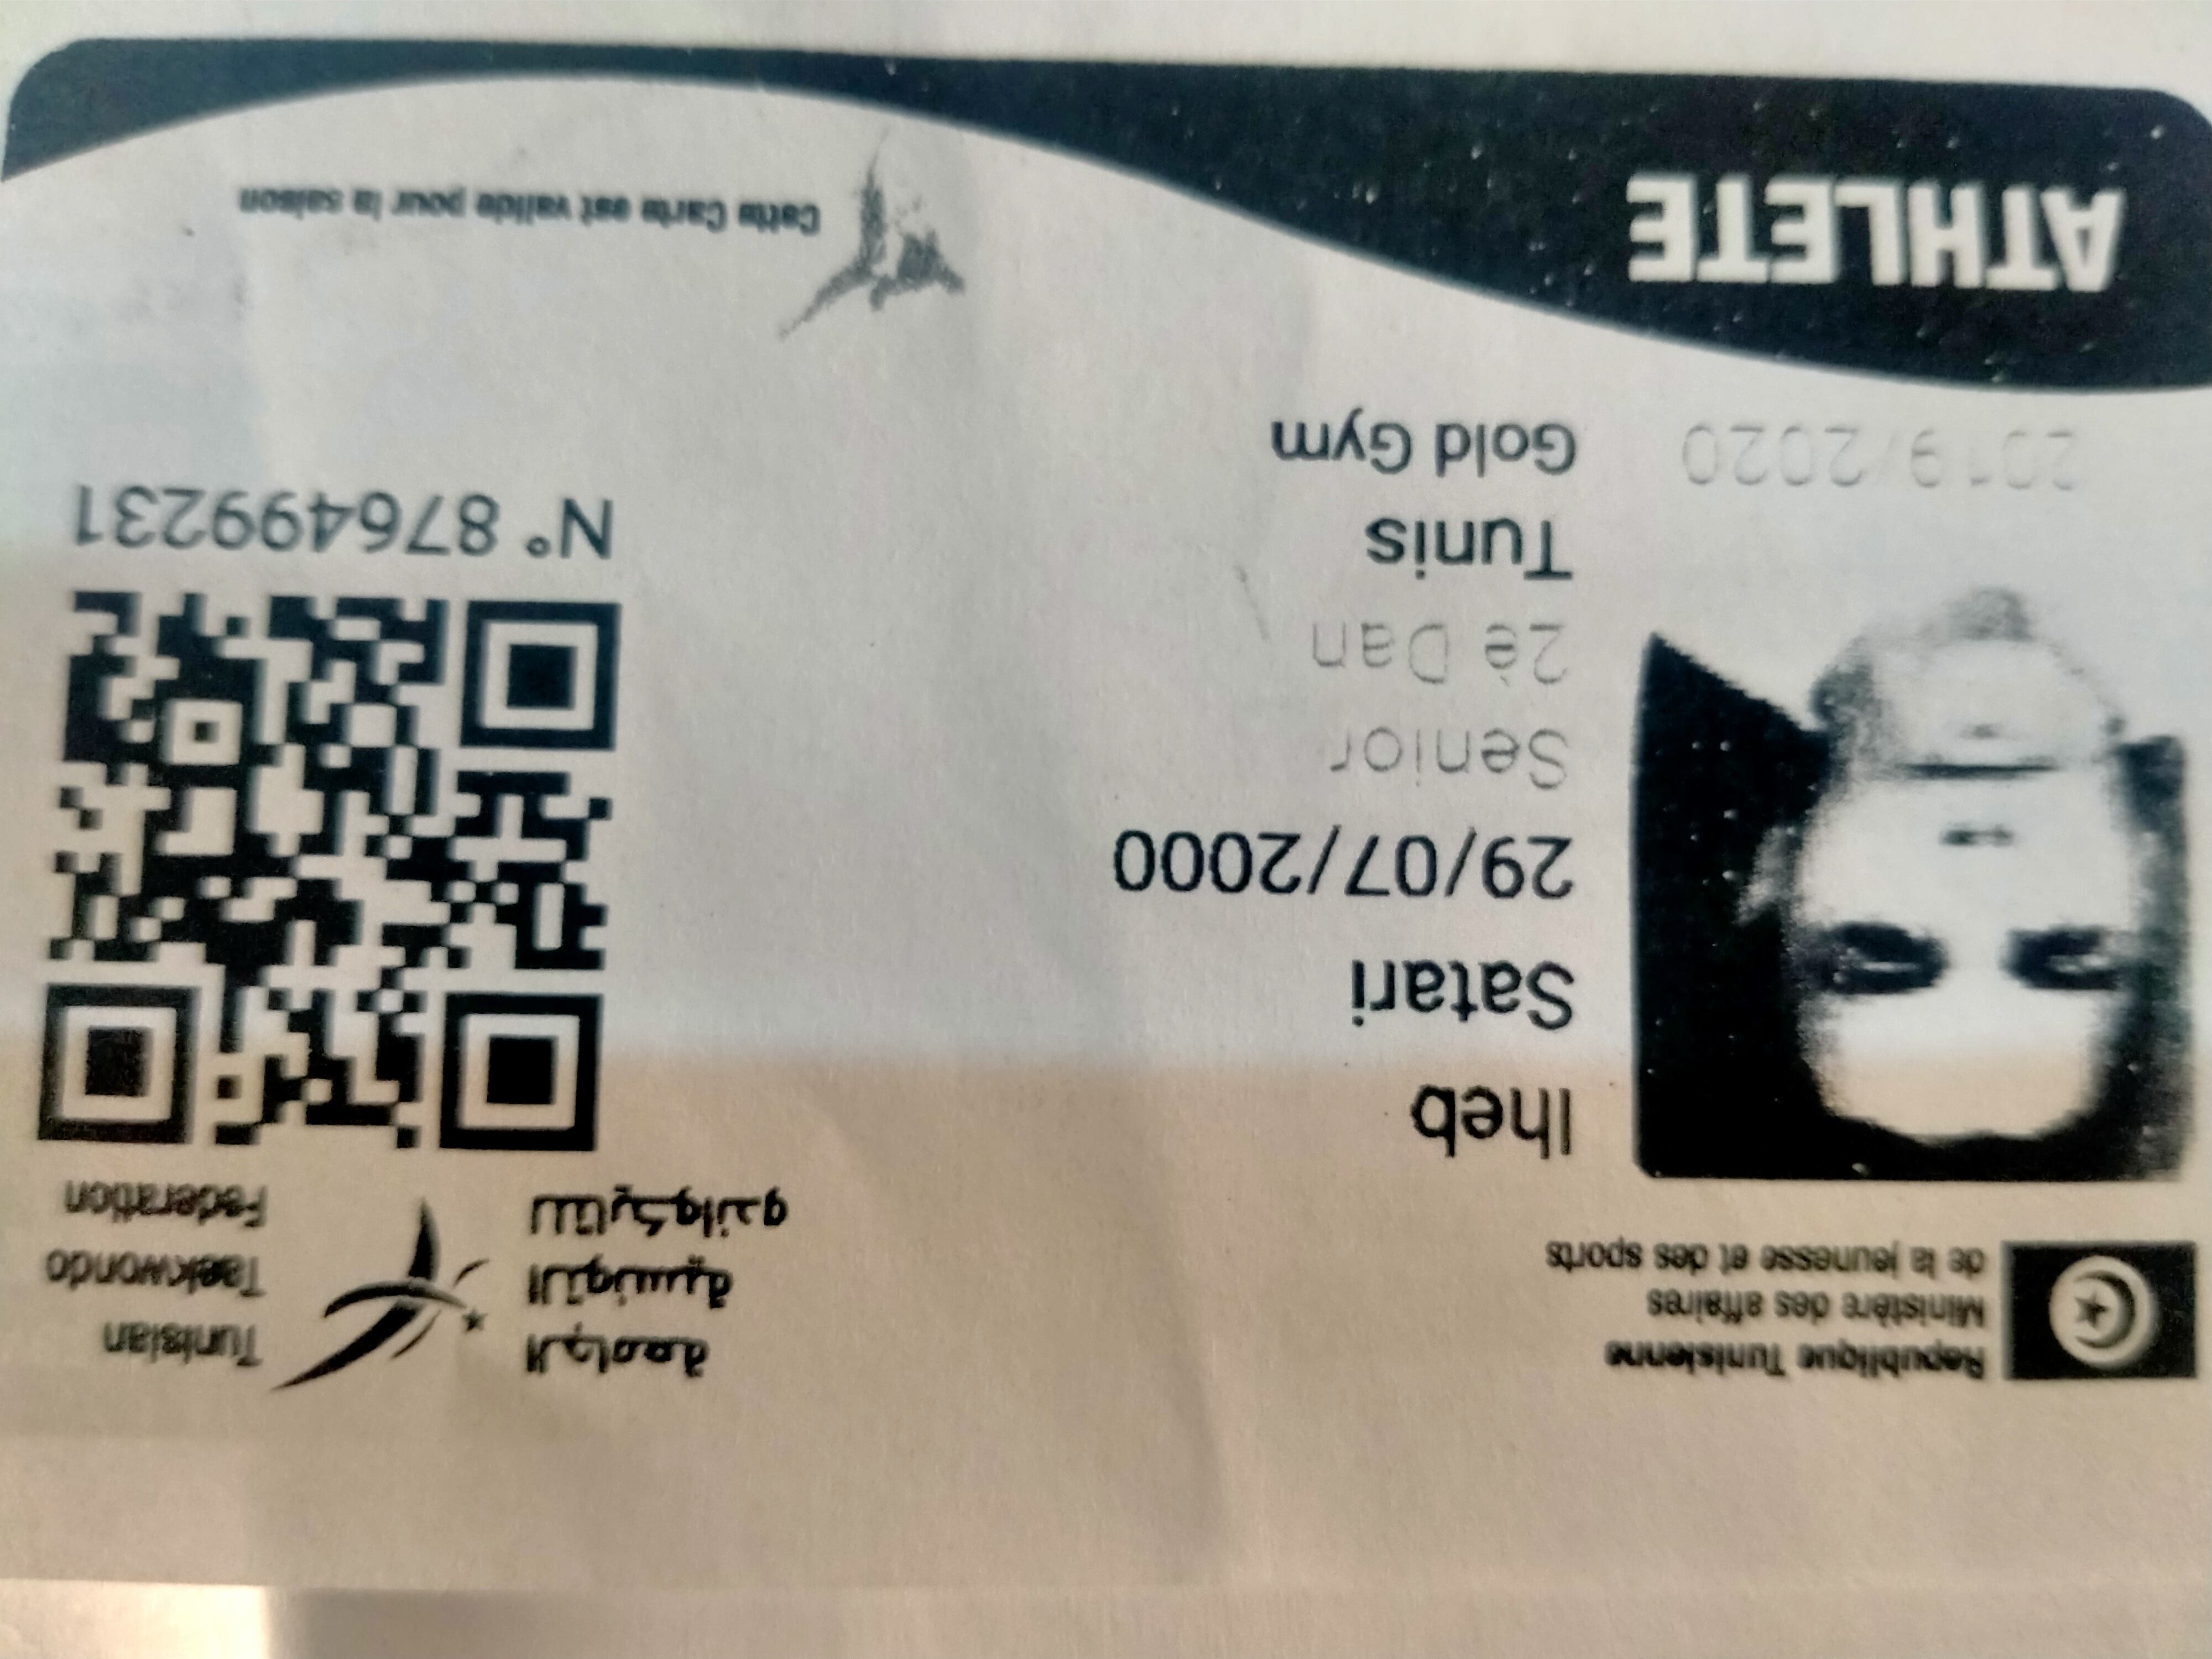 Republique Tunisienne
Ministère des affaires
de la jeunesse et des sports
الجامعة
التونسية
للتايكواندو
Tunisian
Taekwondo
Federation
Iheb
Satari
29/07/2000
Senior
2è Dan
Tunis
Gold Gym
2019/2020
N° 876499231
ATHLETE
Cette Carte est valide pour la saison